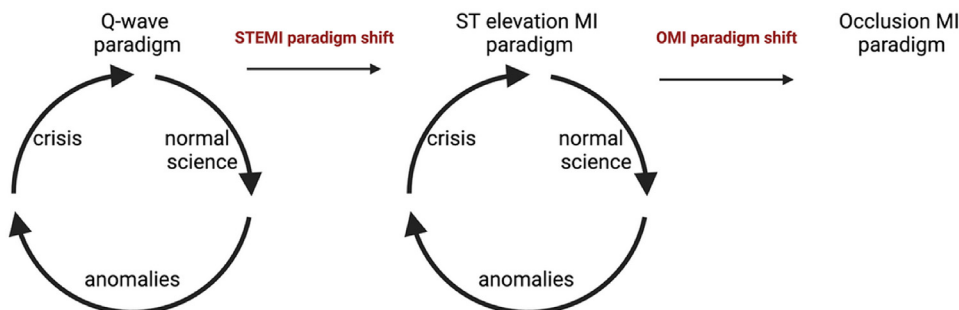 Q-wave
paradigm
STEMI paradigm shift
ST elevation MI
paradigm
OMI paradigm shift
Occlusion MI
paradigm
crisis
normal
science
anomalies
crisis
normal
science
anomalies